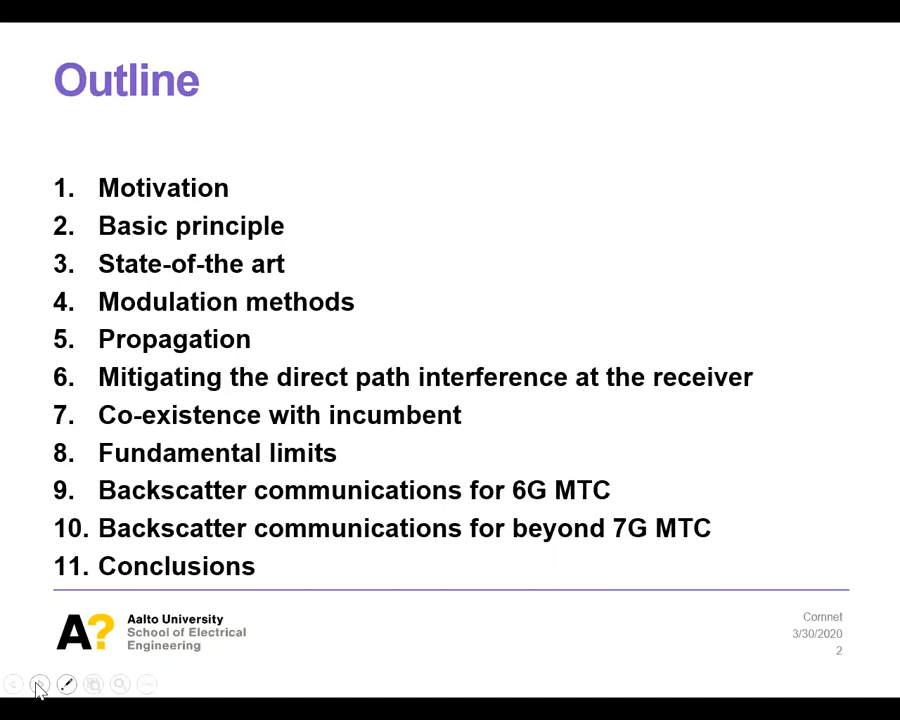 Outline
1. Motivation
2. Basic principle
3. State-of-the art
4. Modulation methods
5. Propagation
6. Mitigating the direct path interference at the receiver
7. Co-existence with incumbent
8. Fundamental limits
9. Backscatter communications for 6G MTC
10. Backscatter communications for beyond 7G MTC
11. Conclusions
A?
Aalto University
School of Electrical
Engineering
Comnet
3/30/2020
2